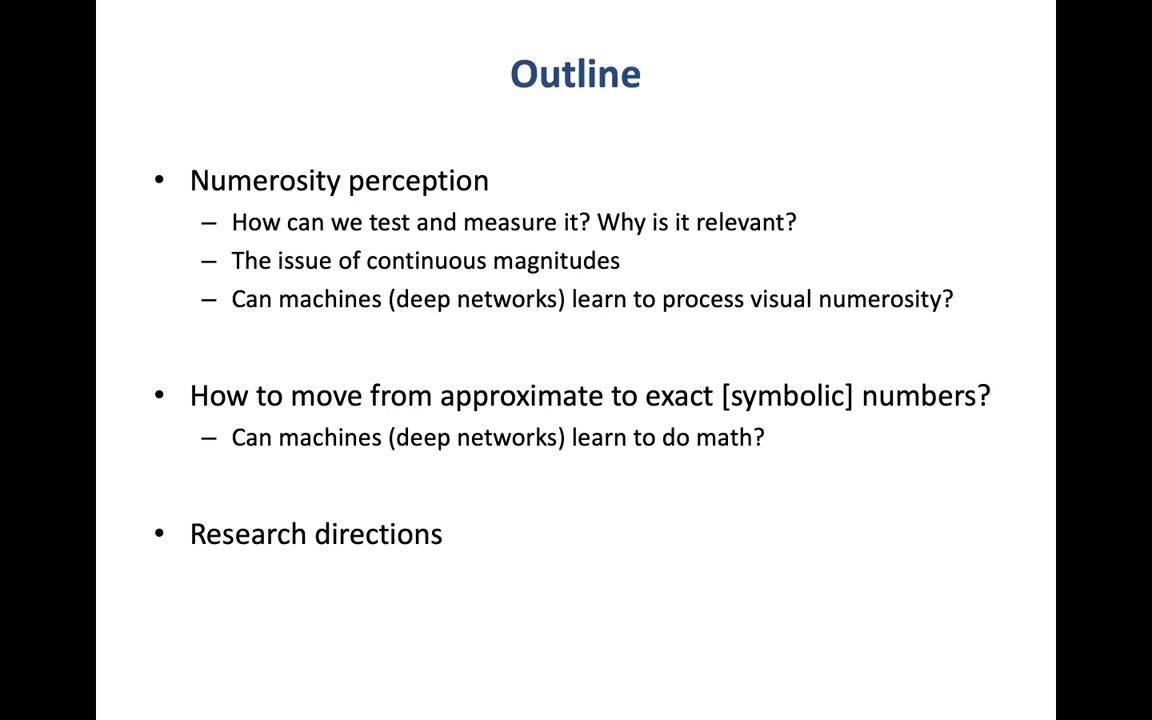 Outline
• Numerosity perception
– How can we test and measure it? Why is it relevant?
– The issue of continuous magnitudes
– Can machines (deep networks) learn to process visual numerosity?
• How to move from approximate to exact [symbolic] numbers?
– Can machines (deep networks) learn to do math?
• Research directions